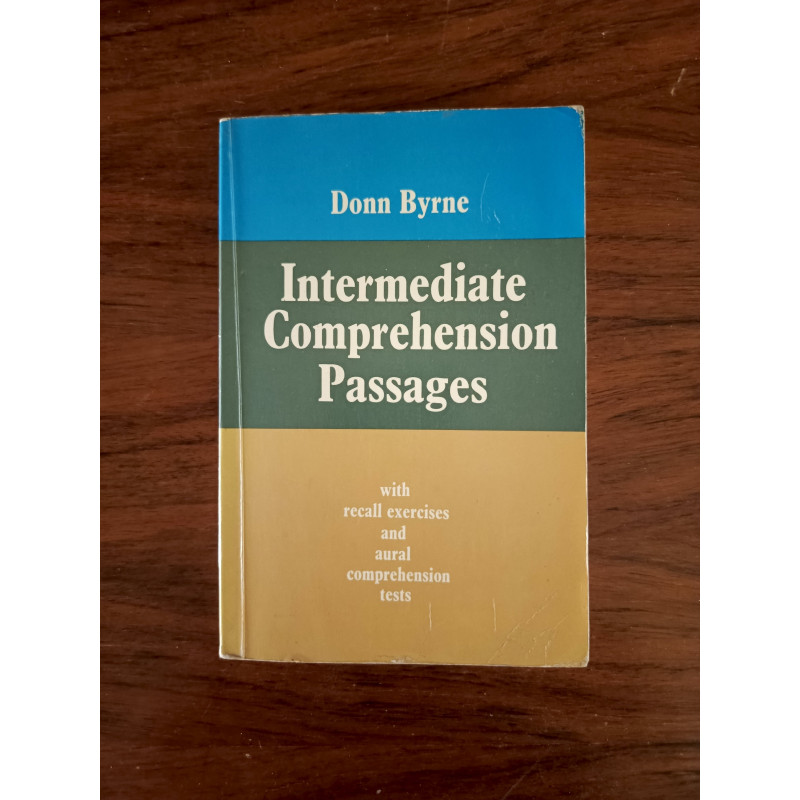 Donn Byrne
Intermediate
Comprehension
Passages
with
recall exercises
and
aural
comprehension
tests